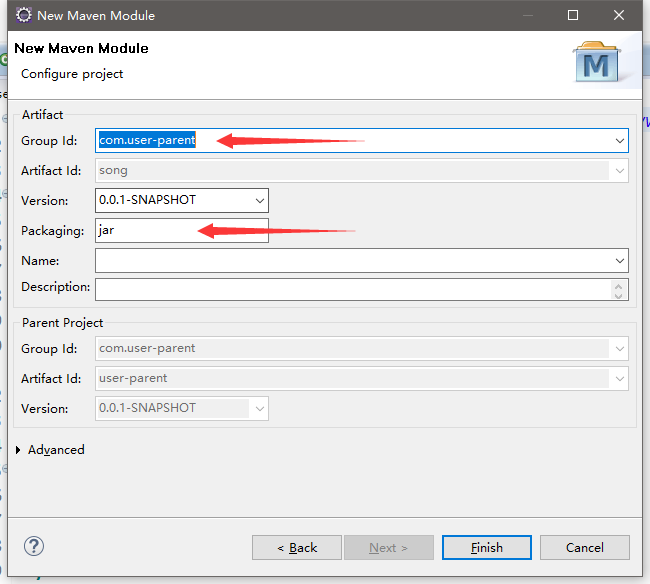 New Maven Module
New Maven Module
Configure project
M
Artifact
Group Id: com.user-parent
Artifact Id: song
Version: 0.0.1-SNAPSHOT
Packaging: jar
Name:
Description:
Parent Project
Group Id: com.user-parent
Artifact Id: user-parent
Version: 0.0.1-SNAPSHOT
Advanced
? < Back Next > Finish Cancel